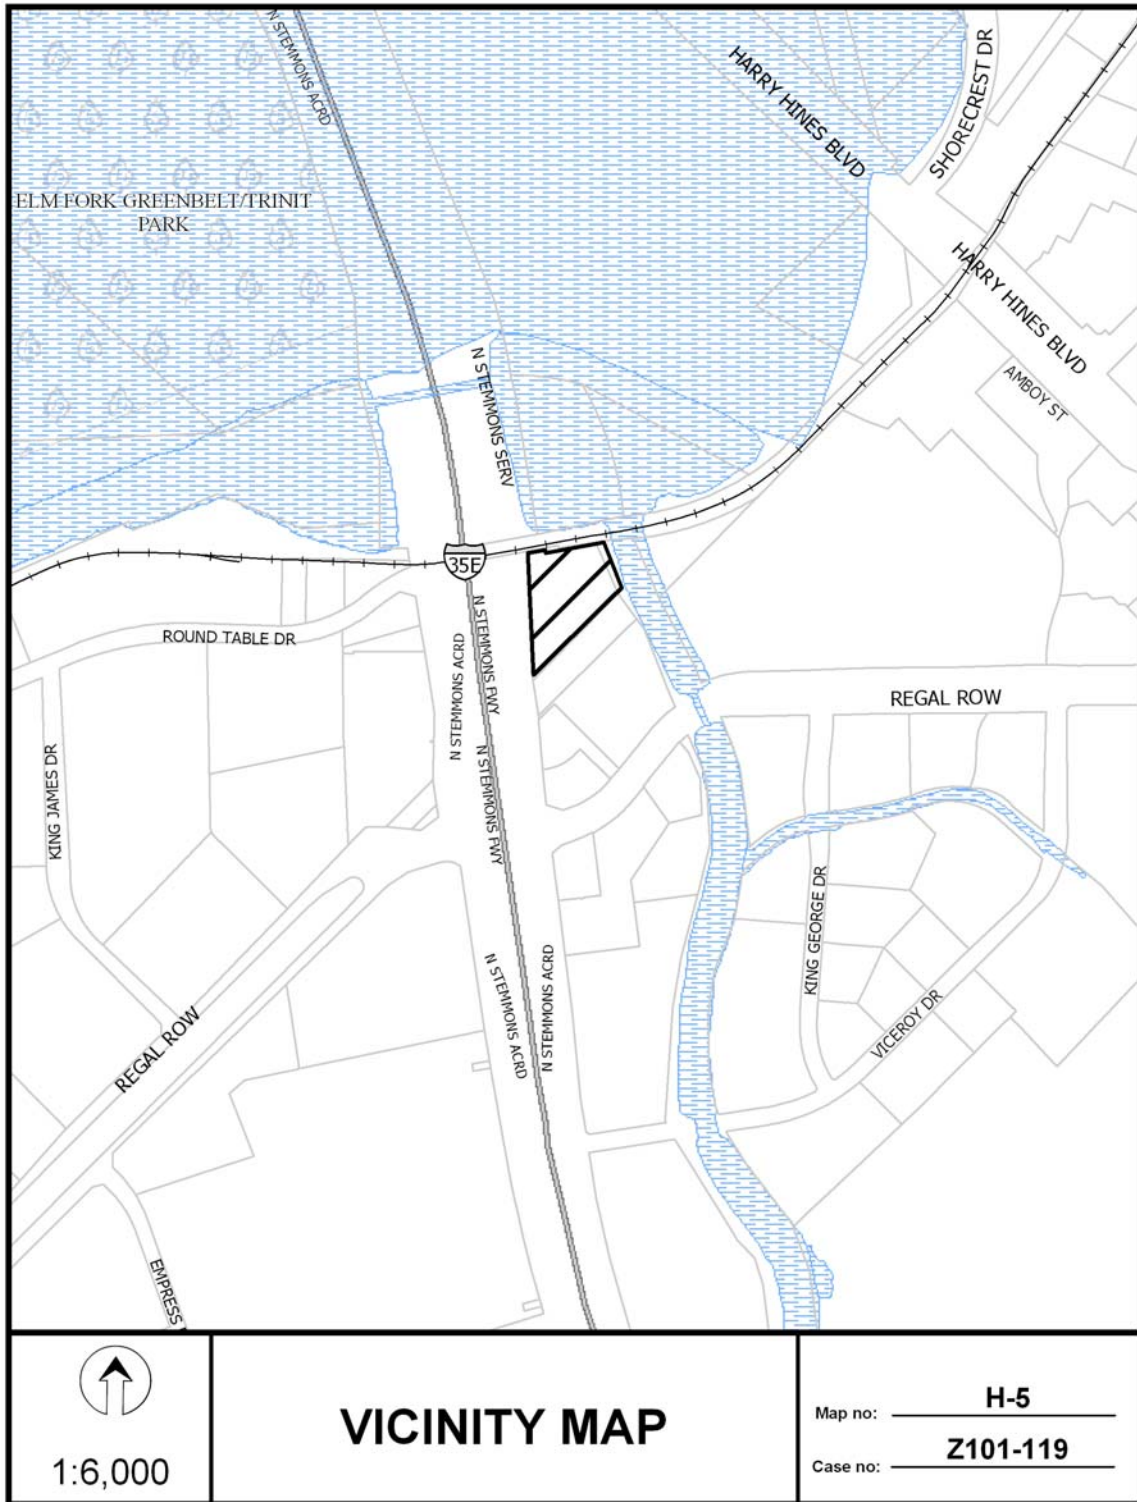 N STEMMONS ACRD
HARRY HINES BLVD
SHORECREST DR
ELM FORK GREENBELT/TRINIT
PARK
HARRY HINES BLVD
N STEMMONS SERV
AMBOY ST
35E
ROUND TABLE DR
N STEMMONS ACRD
N STEMMONS FWY
REGAL ROW
KING JAMES DR
N STEMMONS FWY
KING GEORGE DR
N STEMMONS ACRD
N STEMMONS ACRD
VICEROY DR
REGAL ROW
EMPRESS
1:6,000
VICINITY MAP
Map no: H-5
Case no: Z101-119